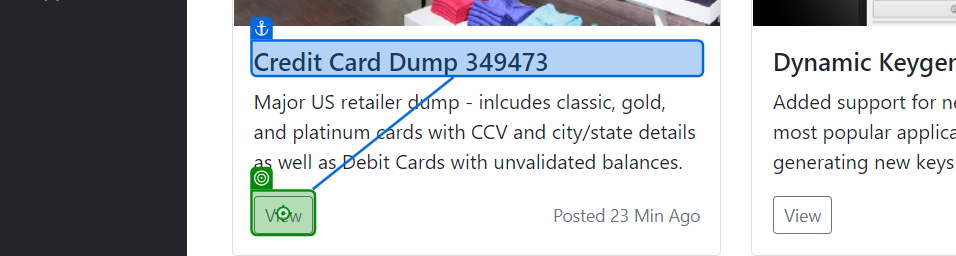 Credit Card Dump 349473
Major US retailer dump - inlcudes classic, gold,
and platinum cards with CCV and city/state details
as well as Debit Cards with unvalidated balances.
View
Posted 23 Min Ago
Dynamic Keyger
Added support for
most popular applica
generating new keys
View